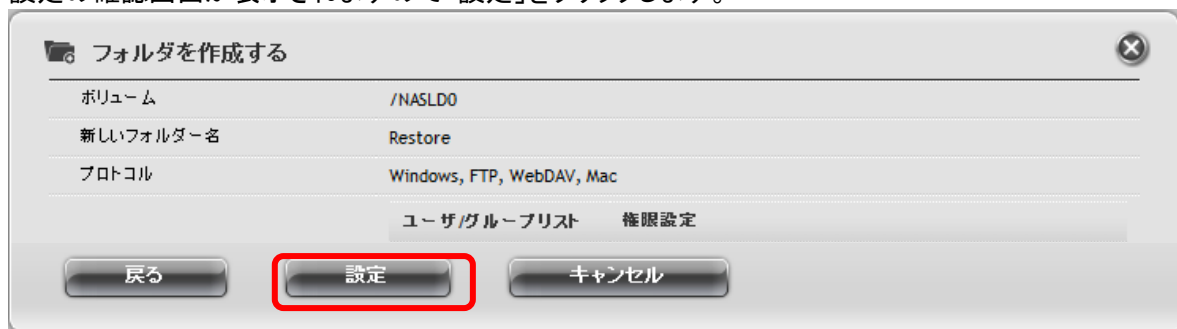 設定の確認画面が表示されますので「設定」をクリックします。
フォルダを作成する
ボリューム /NASLD0
新しいフォルダー名 Restore
プロトコル Windows, FTP, WebDAV, Mac
ユーザ/グループリスト 権限設定
戻る 設定 キャンセル